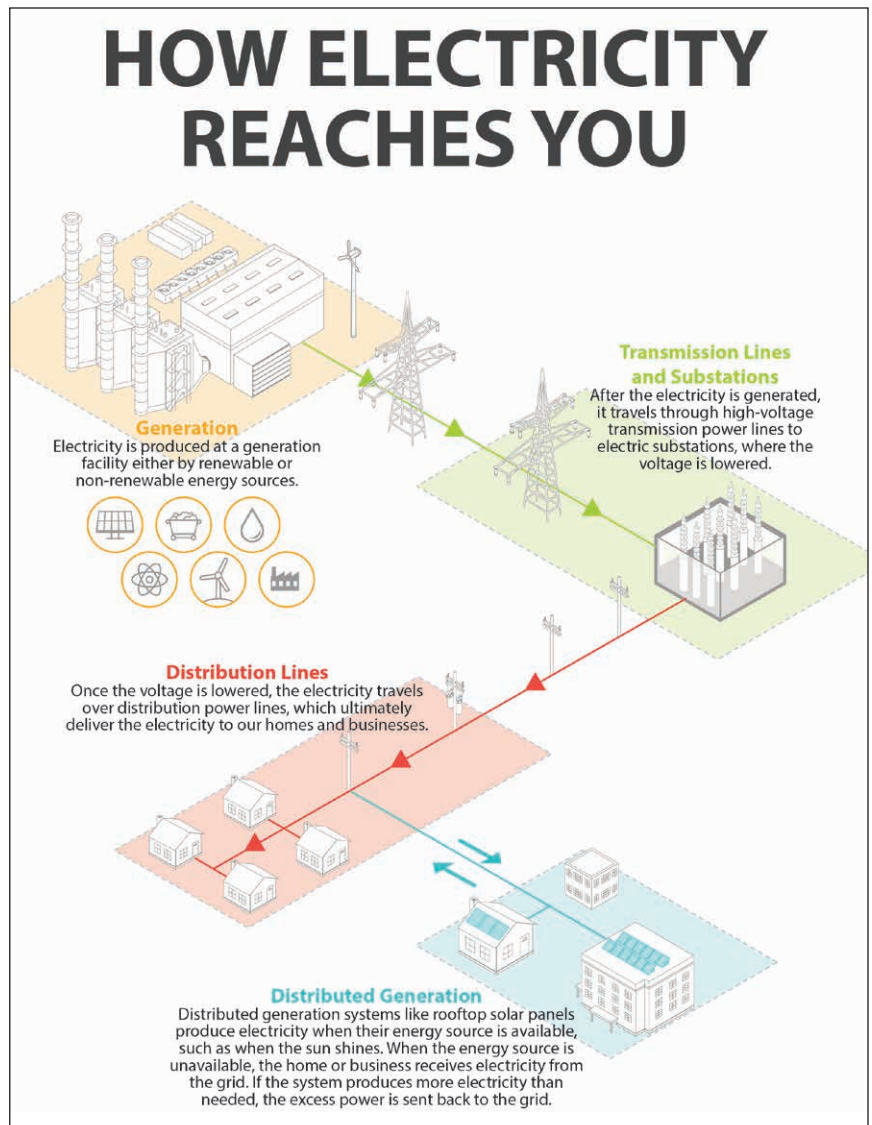 HOW ELECTRICITY
REACHES YOU
Transmission Lines
and Substations
After the electricity is generated,
it travels through high-voltage
transmission power lines to
electric substations, where the
voltage is lowered.
Generation
Electricity is produced at a generation
facility either by renewable or
non-renewable energy sources.
Distribution Lines
Once the voltage is lowered, the electricity travels
over distribution power lines, which ultimately
deliver the electricity to our homes and businesses.
Distributed Generation
Distributed generation systems like rooftop solar panels
produce electricity when their energy source is available,
such as when the sun shines. When the energy source is
unavailable, the home or business receives electricity from
the grid. If the system produces more electricity than
needed, the excess power is sent back to the grid.